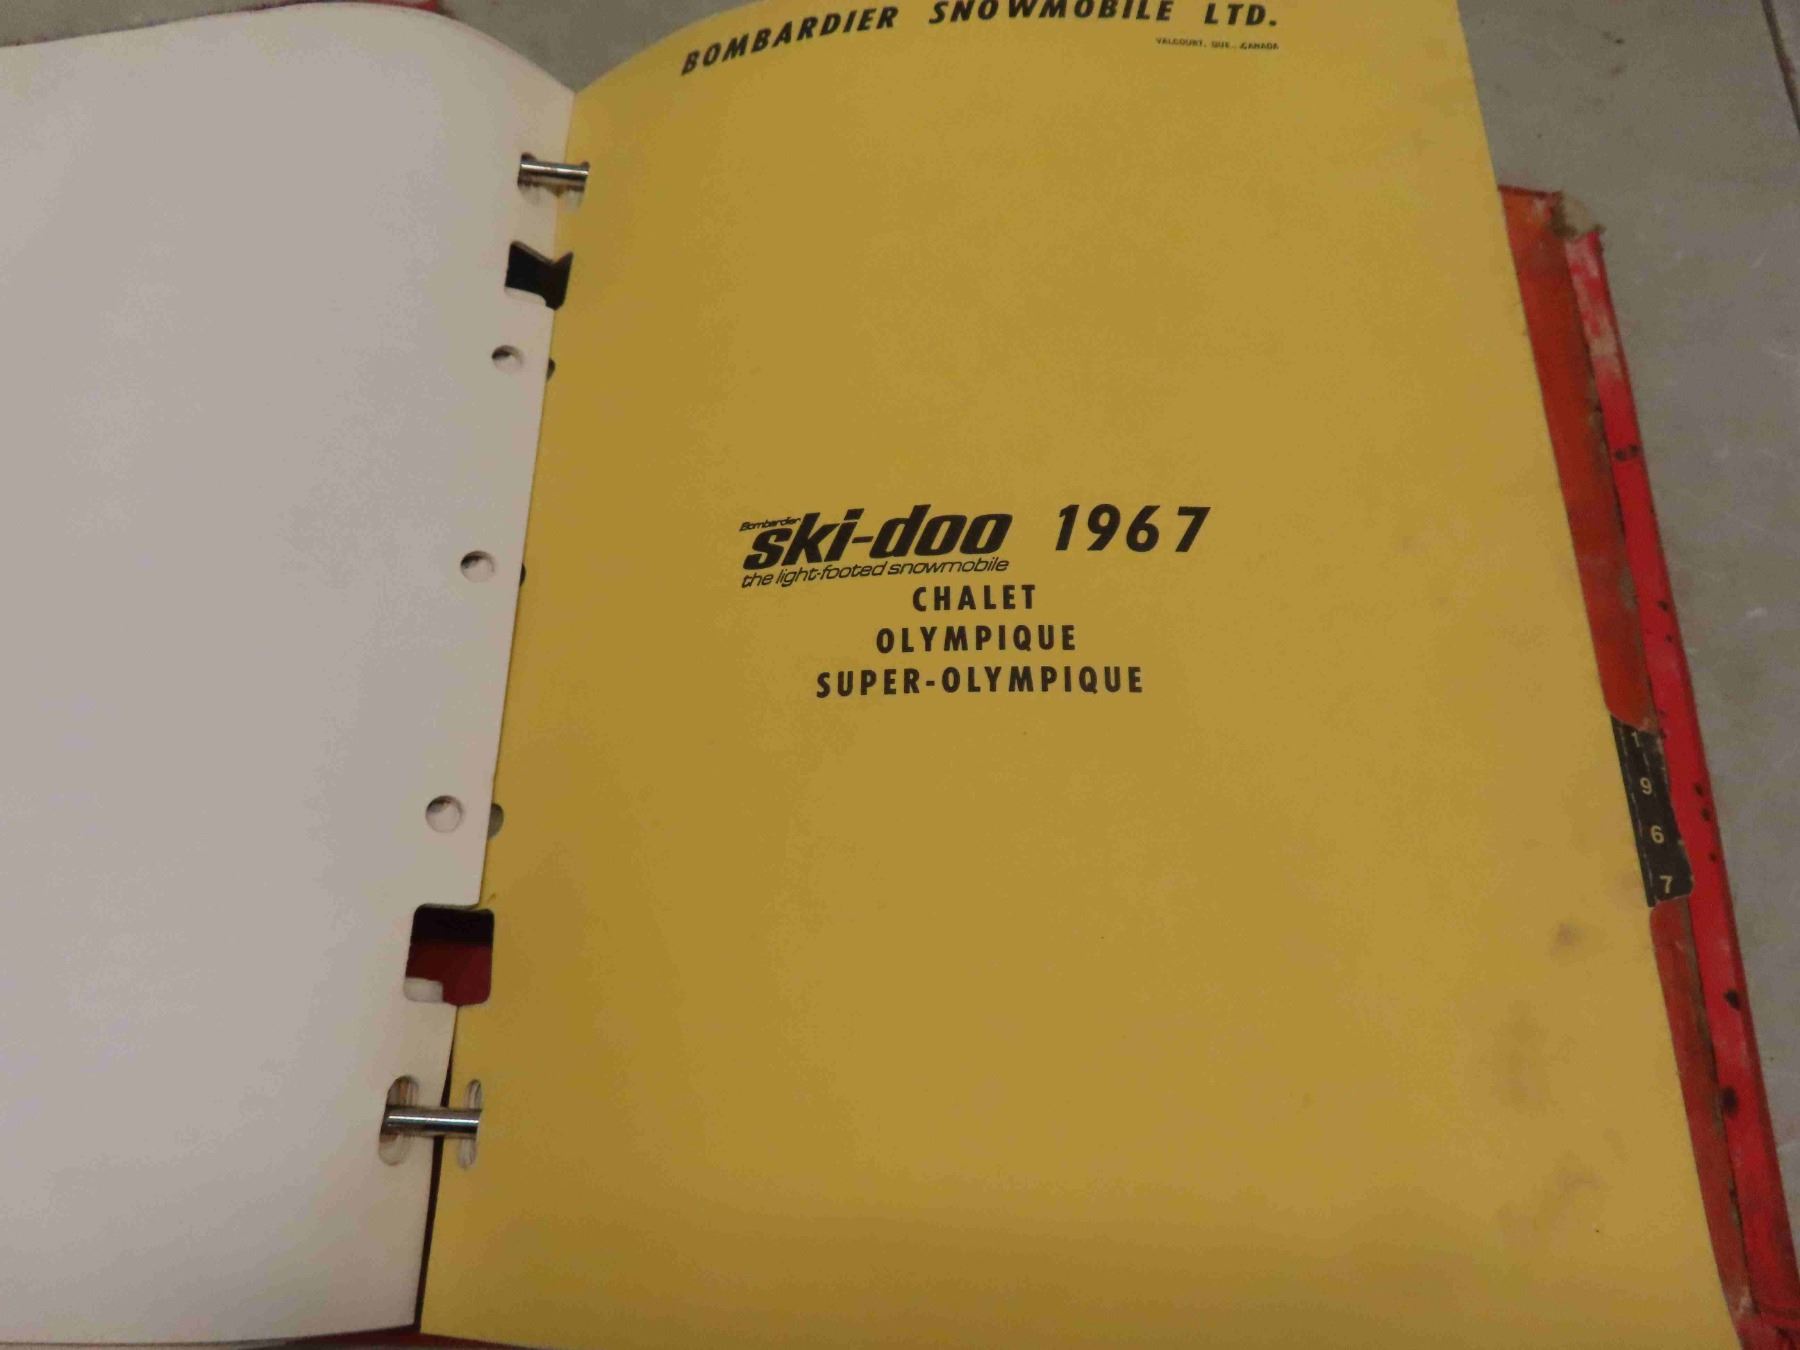 BOMBARDIER SNOWMOBILE LTD.
VALCOURT, QUE., CANADA
Bombardier
ski-doo 1967
the light-footed snowmobile
CHALET
OLYMPIQUE
SUPER-OLYMPIQUE
1
9
6
7